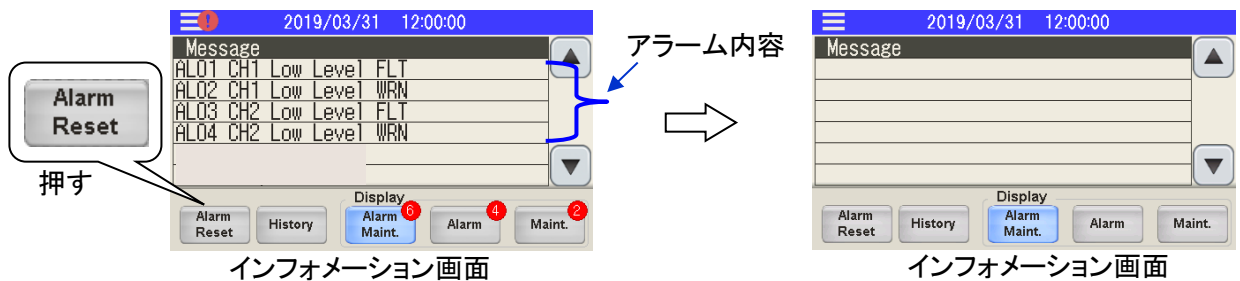 2019/03/31 12:00:00
Message
AL01 CH1 Low Level FLT
AL02 CH1 Low Level WRN
AL03 CH2 Low Level FLT
AL04 CH2 Low Level WRN
アラーム内容
Alarm
Reset
押す
Display
Alarm
Reset
History
Alarm
Maint.
6
Alarm
4
Maint.
2
インフォメーション画面
2019/03/31 12:00:00
Message
Display
Alarm
Reset
History
Alarm
Maint.
Alarm
Maint.
インフォメーション画面